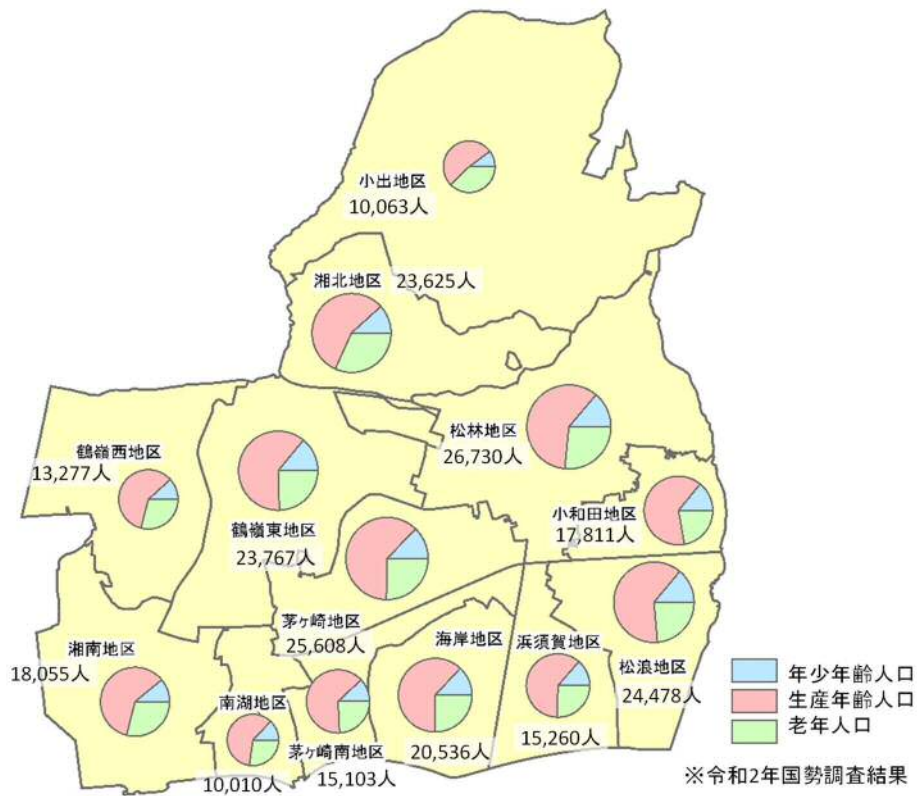 小出地区
10,063人
湘北地区 23,625人
松林地区
26,730人
鶴嶺西地区
13,277人
小和田地区
17,811人
鶴嶺東地区
23,767人
茅ヶ崎地区
25,608人
海岸地区
20,536人
浜須賀地区
15,260人
松浪地区
24,478人
湘南地区
18,055人
南湖地区
10,010人
茅ヶ崎南地区
15,103人
年少年齢人口
生産年齢人口
老年人口
※令和2年国勢調査結果